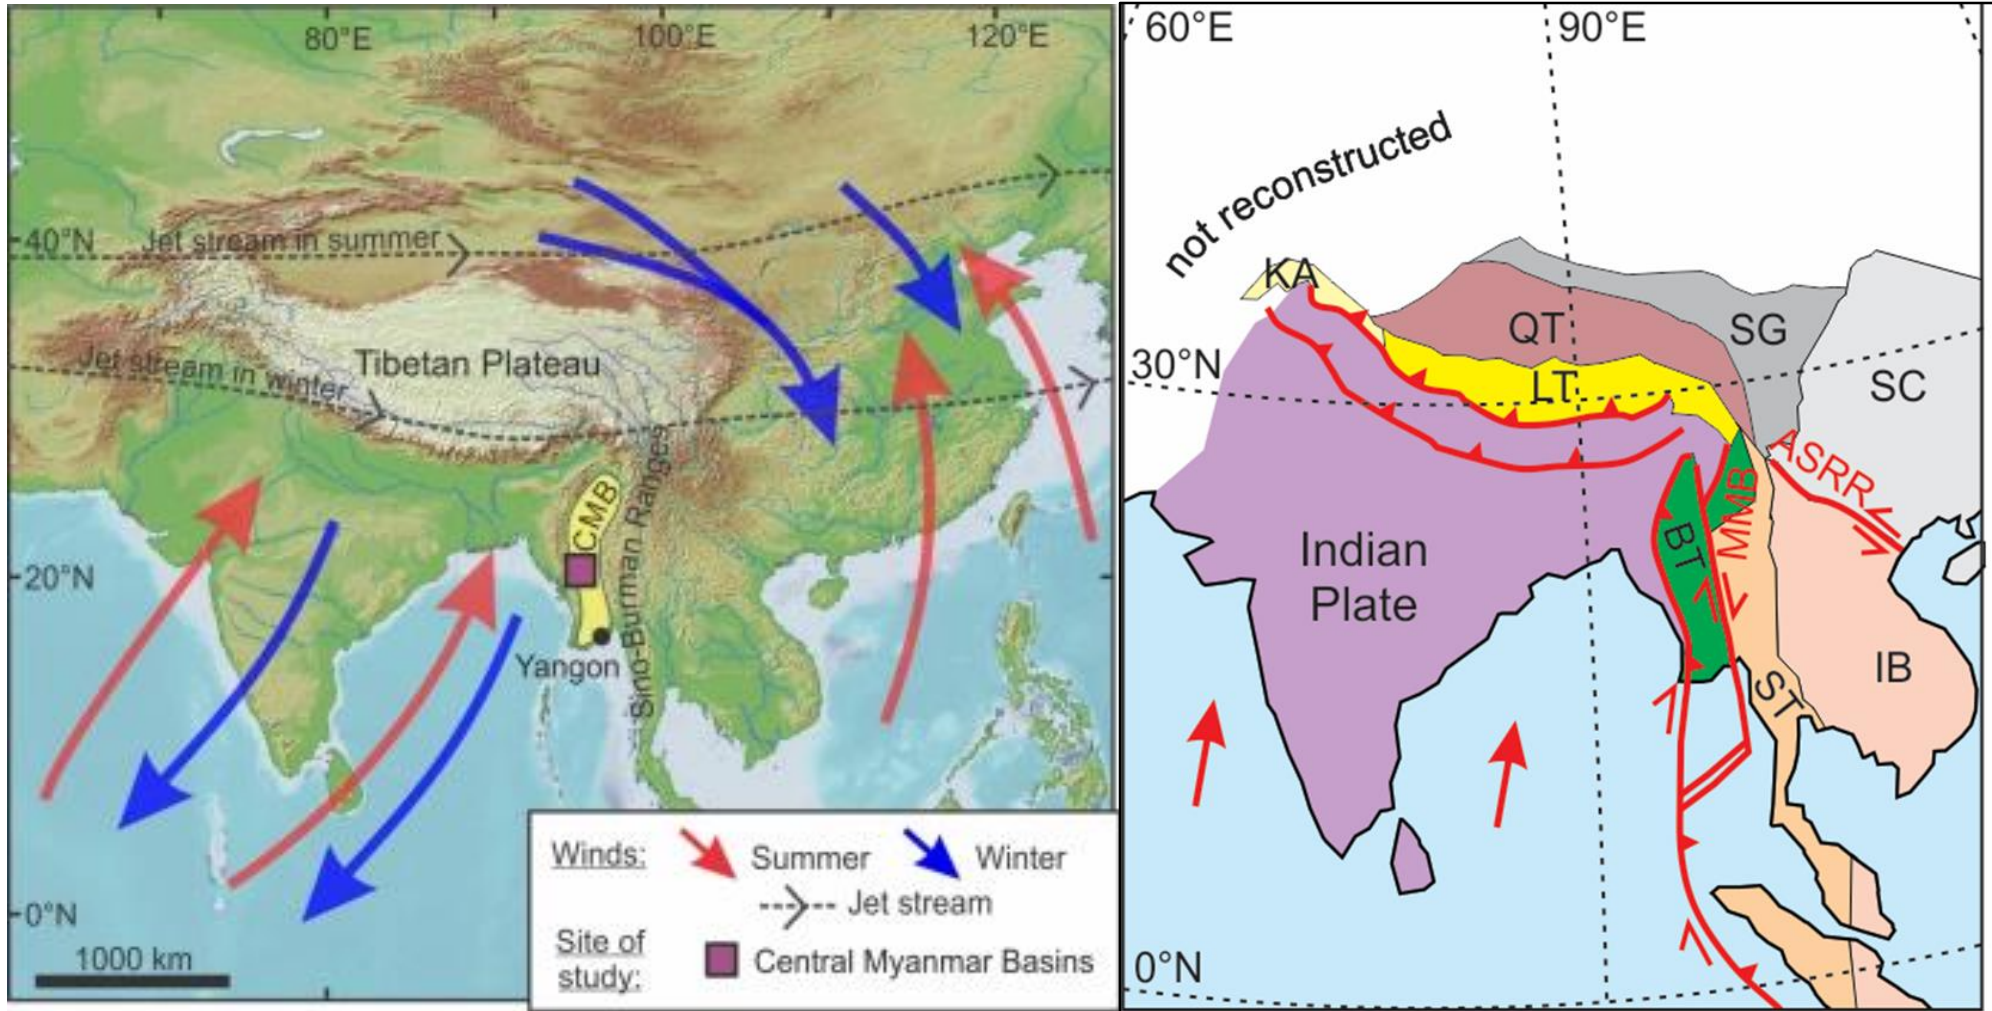 80°E
100°E
120°E
40°N
Jet stream in summer
Jet stream in winter
Tibetan Plateau
CMB
Sino-Burman Ranges
20°N
Yangon
0°N
1000 km
Winds:
Summer
Winter
Jet stream
Site of
study:
Central Myanmar Basins
60°E
90°E
not reconstructed
KA
QT
SG
30°N
LT
SC
ASRR
MMB
BT
Indian
Plate
IB
ST
0°N